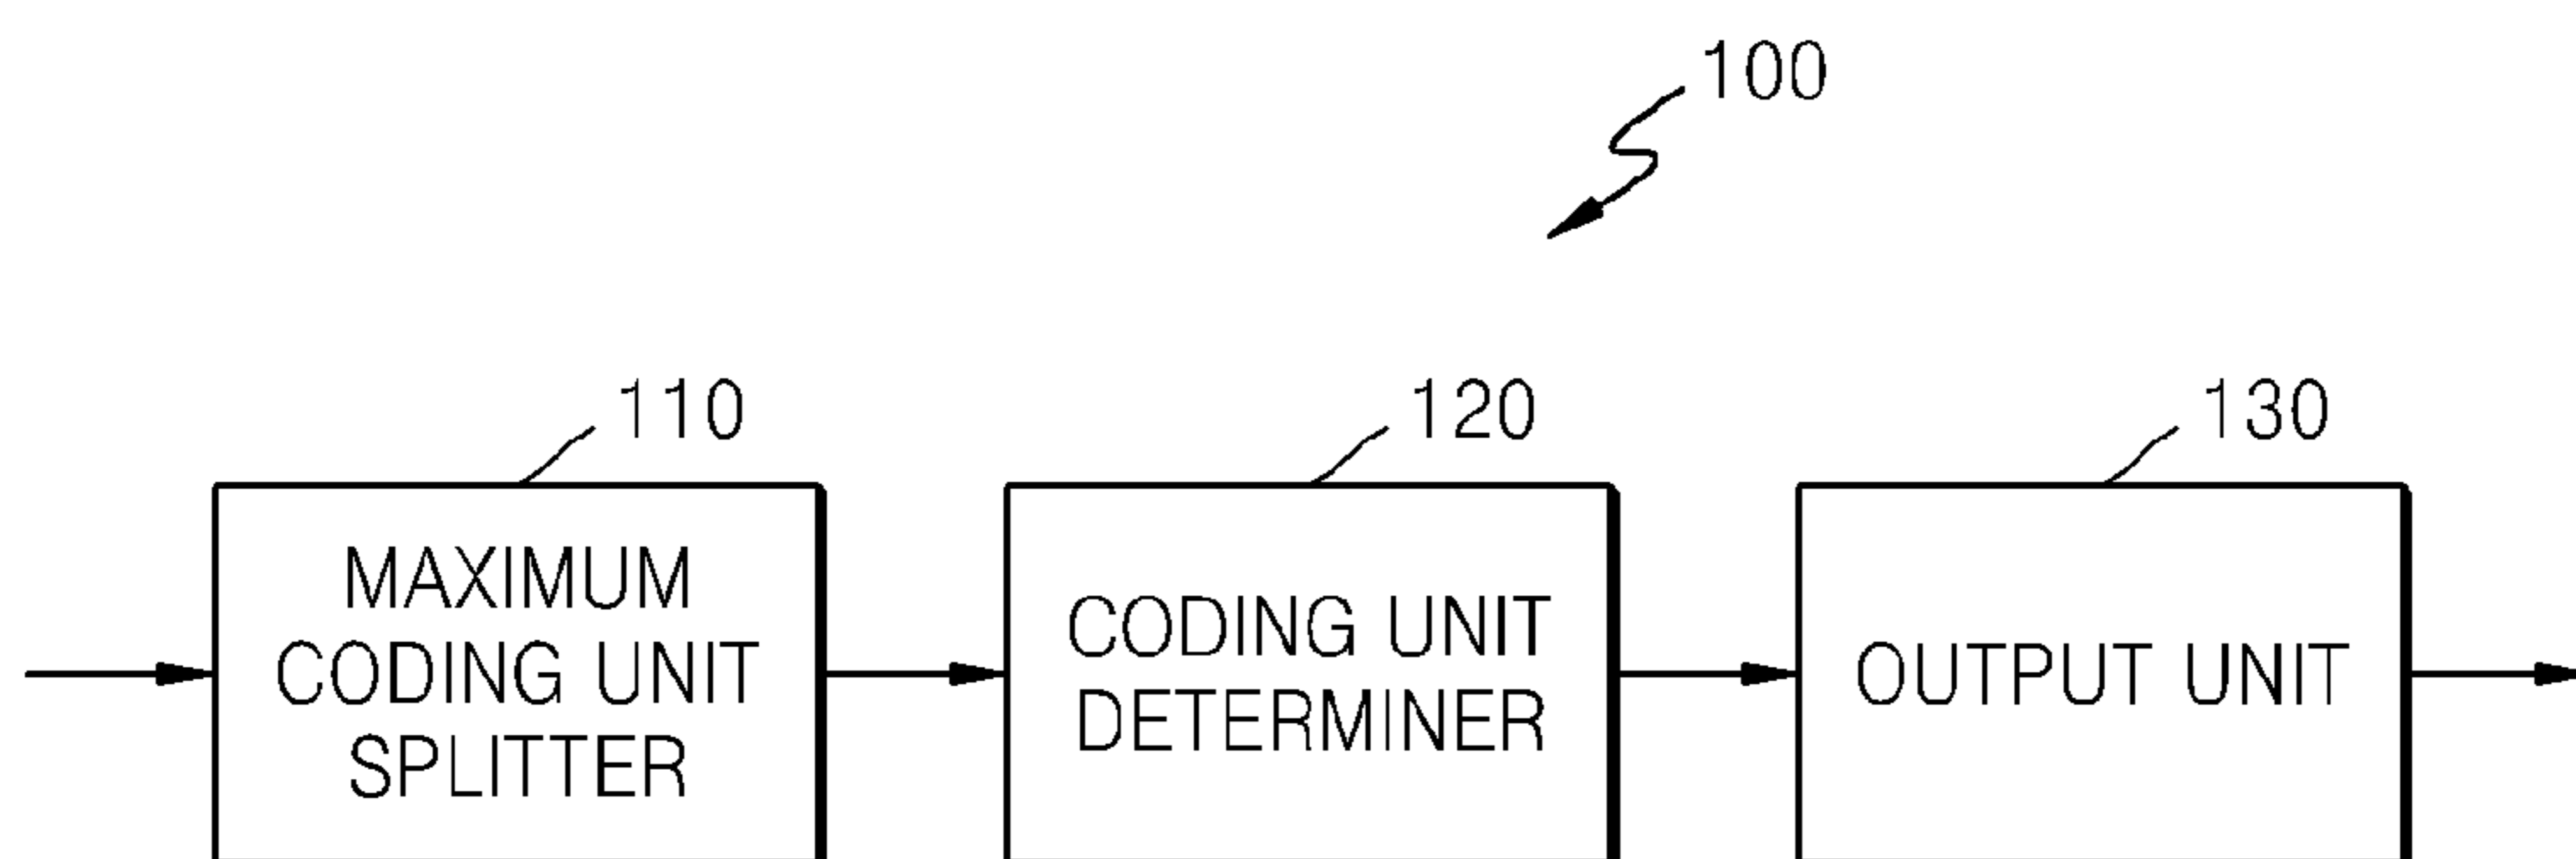 100
110
120
130
MAXIMUM
CODING UNIT
SPLITTER
CODING UNIT
DETERMINER
OUTPUT UNIT